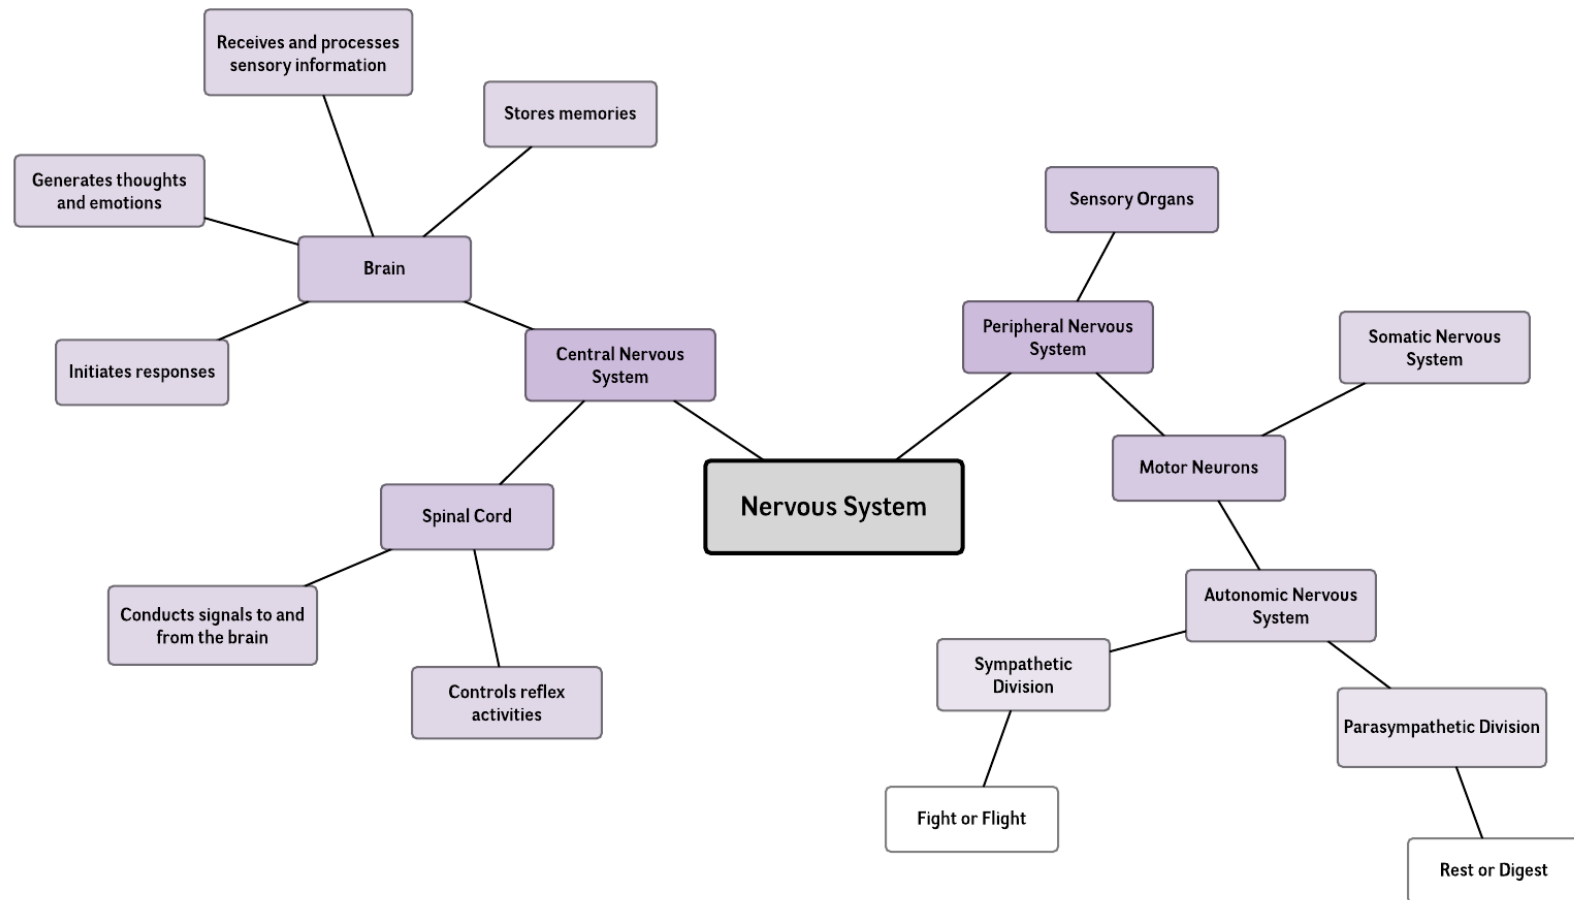 Receives and processes
sensory information
Stores memories
Generates thoughts
and emotions
Brain
Initiates responses
Central Nervous
System
Spinal Cord
Conducts signals to and
from the brain
Controls reflex
activities
Nervous System
Sensory Organs
Peripheral Nervous
System
Somatic Nervous
System
Motor Neurons
Autonomic Nervous
System
Sympathetic
Division
Parasympathetic Division
Fight or Flight
Rest or Digest